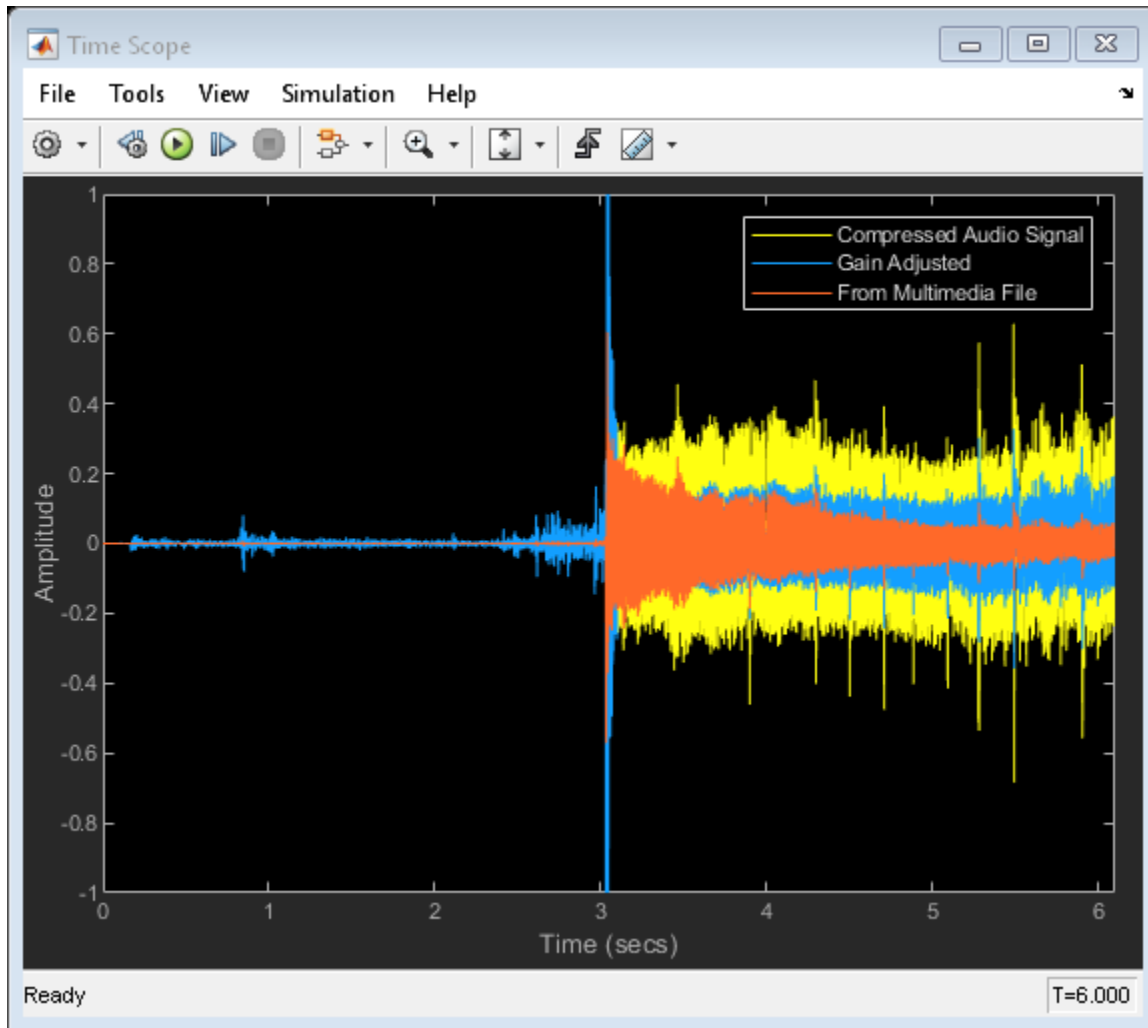 Time Scope
File Tools View Simulation Help
1
0.8
0.6
0.4
0.2
0
-0.2
-0.4
-0.6
-0.8
-1
Amplitude
Compressed Audio Signal
Gain Adjusted
From Multimedia File
0 1 2 3 4 5 6
Time (secs)
Ready T=6.000